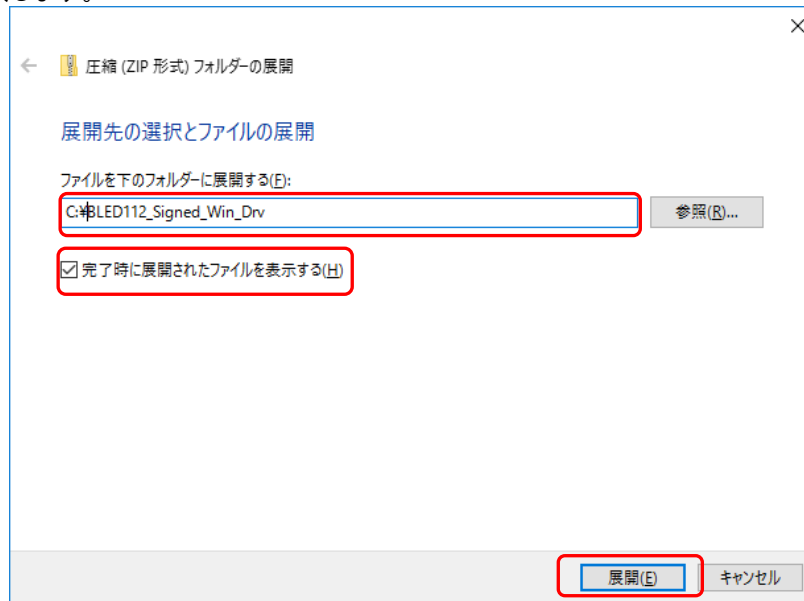 ← 圧縮 (ZIP 形式) フォルダーの展開
展開先の選択とファイルの展開
ファイルを下のフォルダーに展開する(F):
C:¥BLED112_Signed_Win_Drv
参照(R)...
完了時に展開されたファイルを表示する(H)
展開(E)
キャンセル